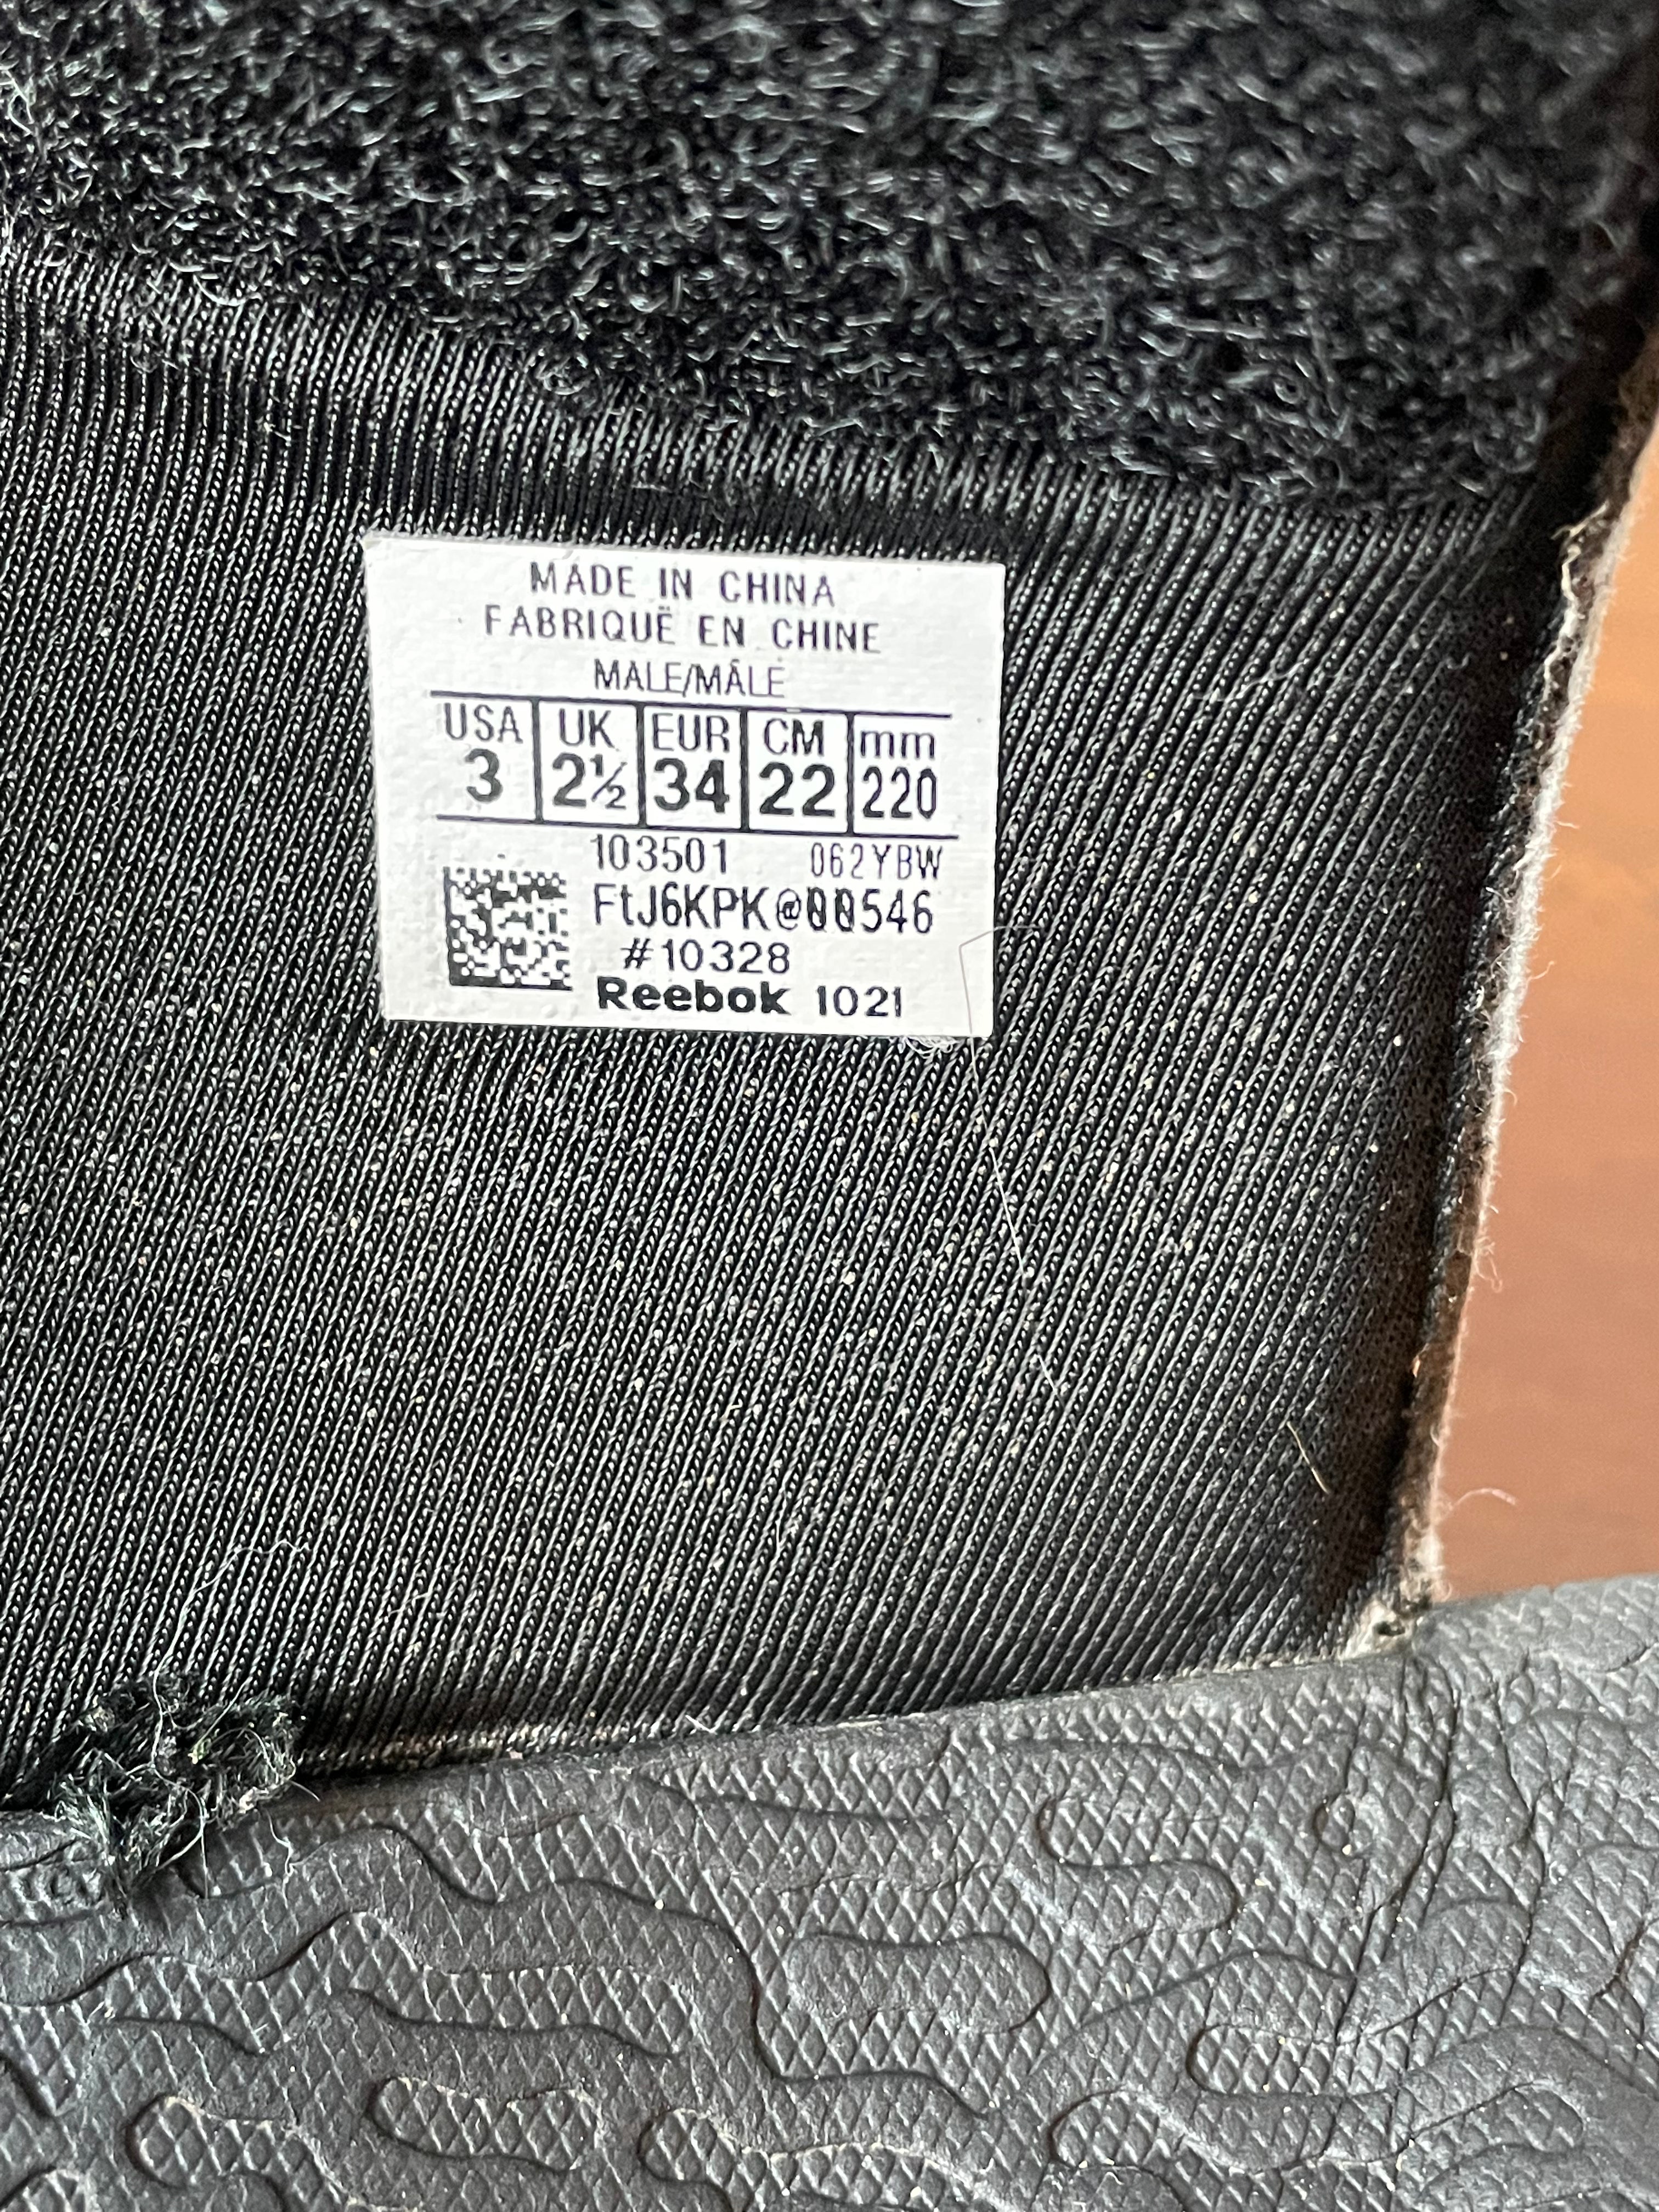 MADE IN CHINA
FABRIQUË EN CHINE
MALE/MÂLE
USA UK EUR CM mm
3 2½ 34 22 220
103501 062YBW
FtJ6KPK@00546
#10328
Reebok 1021